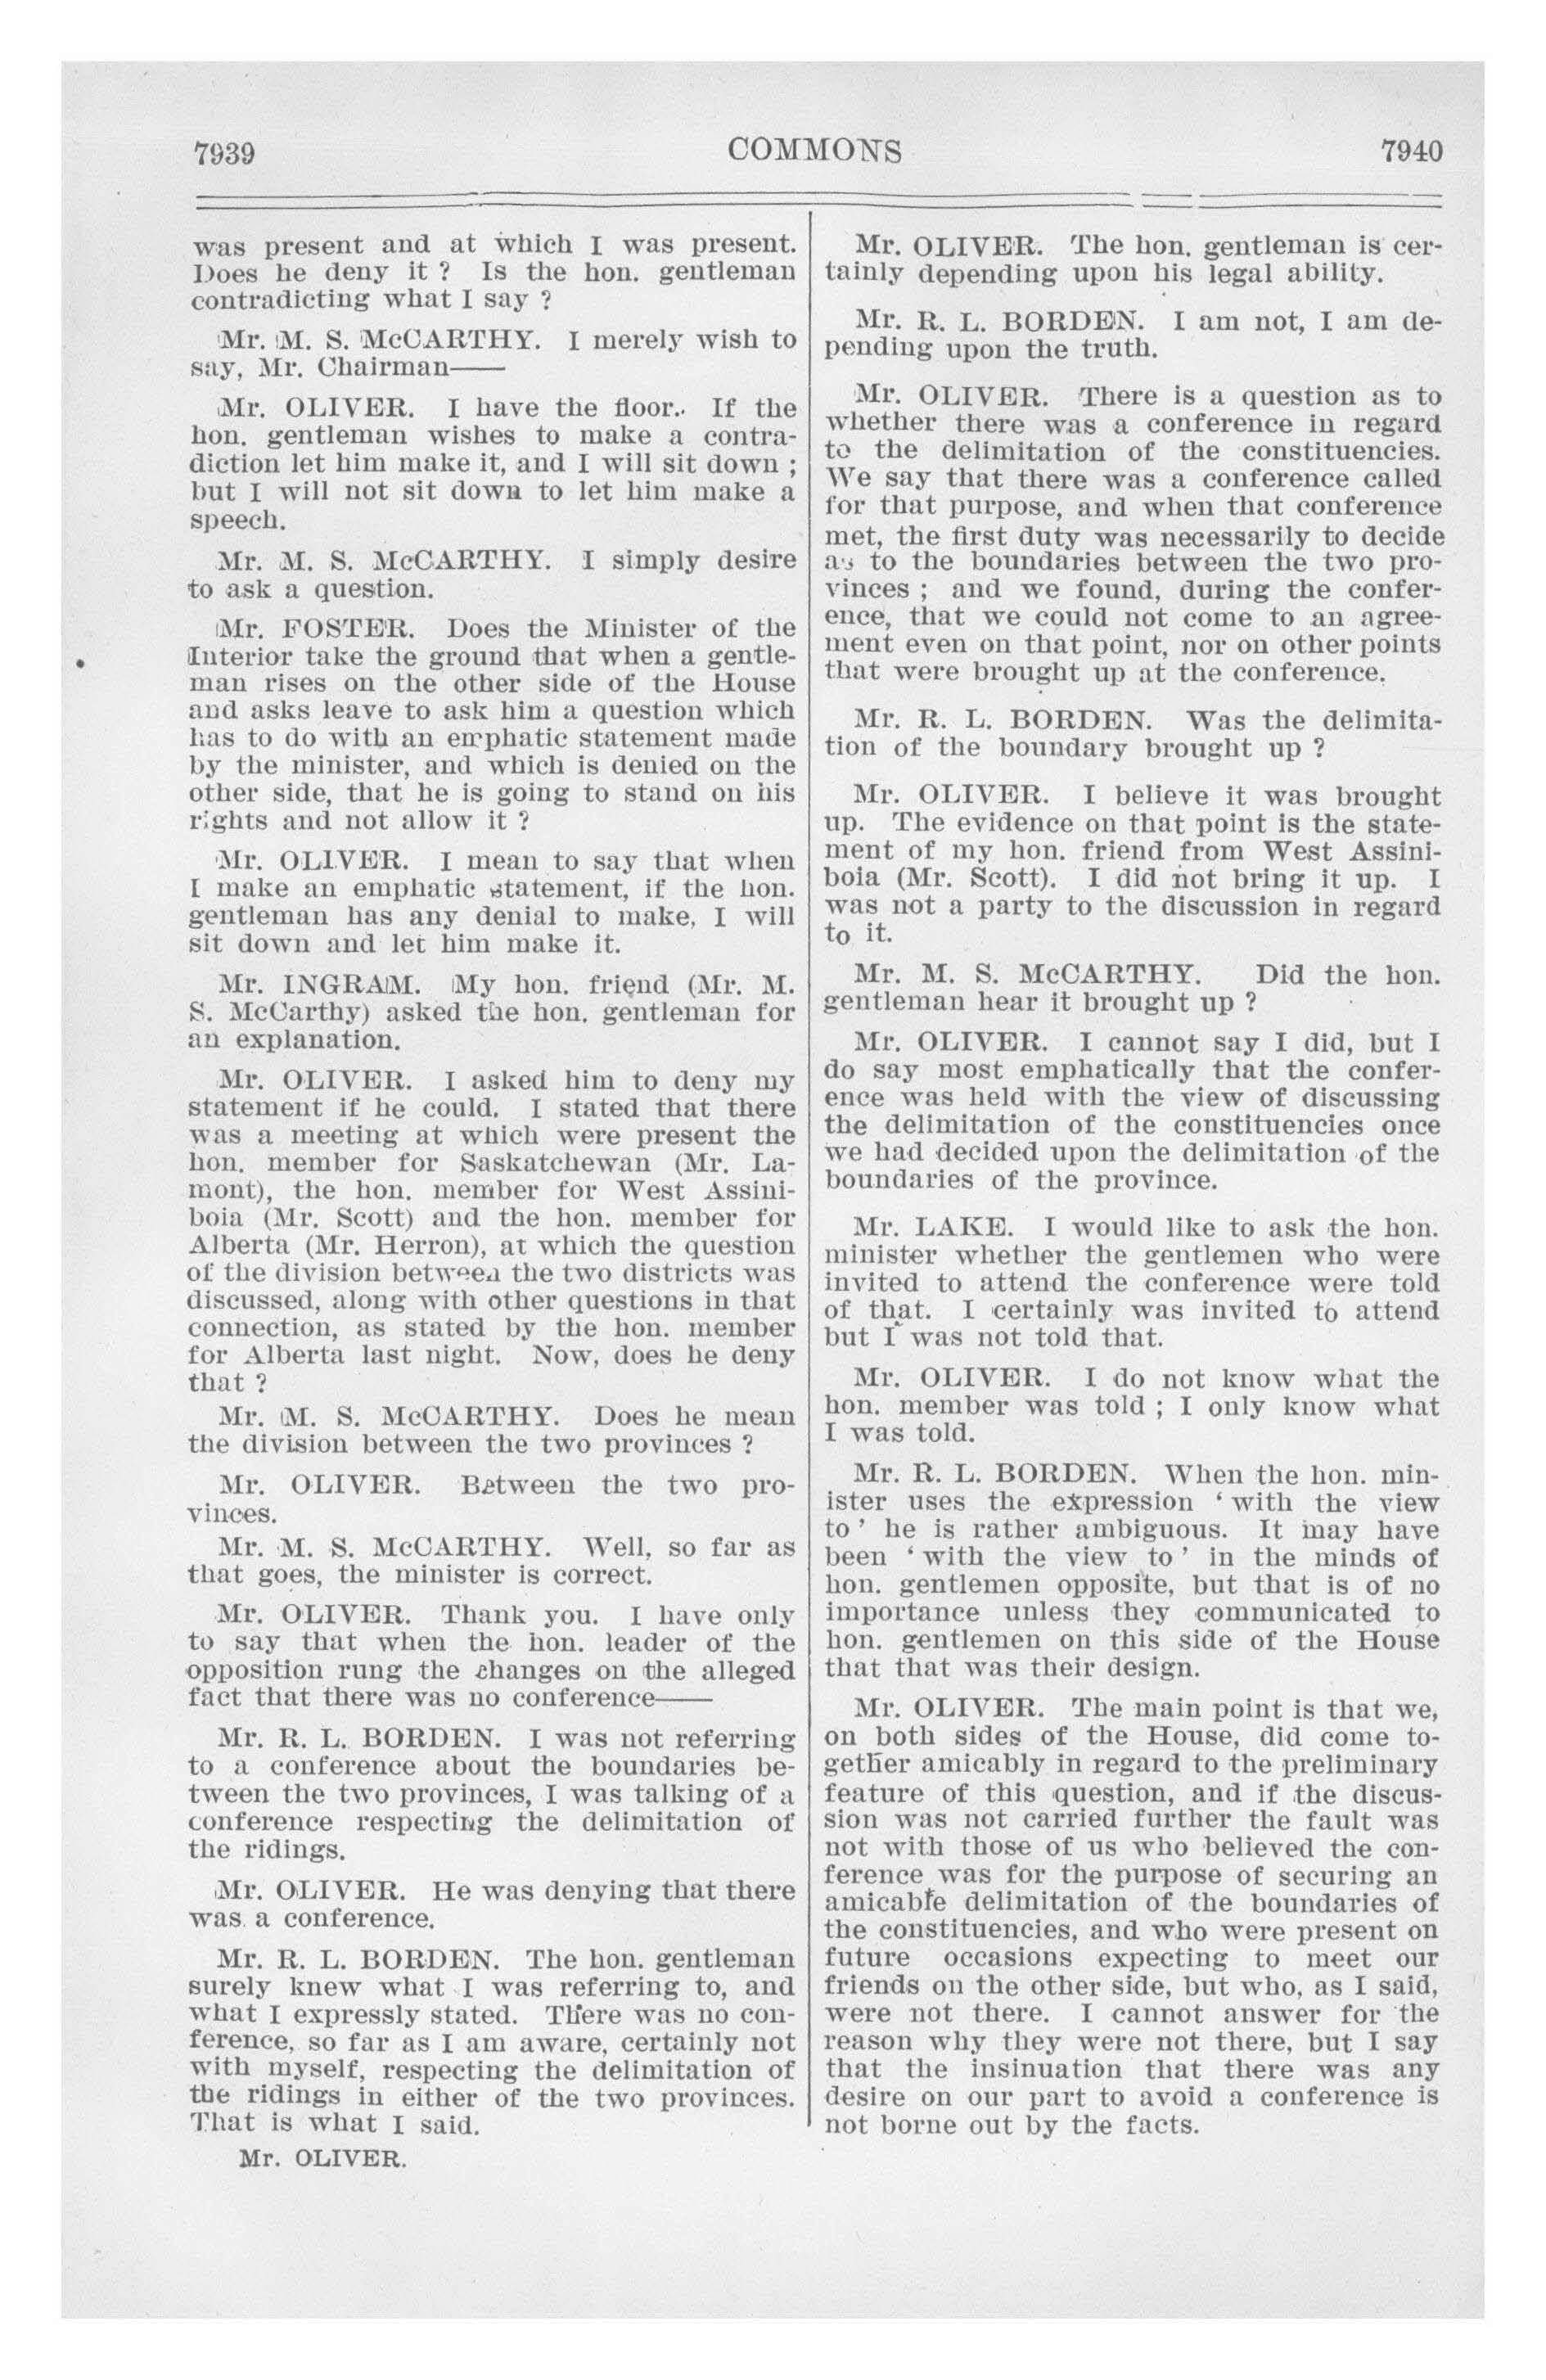 7939
COMMONS
7940
was present and at which I was present.
Does he deny it ? Is the hon. gentleman
contradicting what I say ?
Mr. M. S. McCARTHY. I merely wish to
say, Mr. Chairman——
Mr. OLIVER. I have the floor. If the
hon. gentleman wishes to make a contra-
diction let him make it, and I will sit down ;
but I will not sit down to let him make a
speech.
Mr. M. S. McCARTHY. I simply desire
to ask a question.
Mr. FOSTER. Does the Minister of the
Interior take the ground that when a gentle-
man rises on the other side of the House
and asks leave to ask him a question which
has to do with an emphatic statement made
by the minister, and which is denied on the
other side, that he is going to stand on his
rights and not allow it ?
Mr. OLIVER. I mean to say that when
I make an emphatic statement, if the hon.
gentleman has any denial to make, I will
sit down and let him make it.
Mr. INGRAM. My hon. friend (Mr. M.
S. McCarthy) asked the hon. gentleman for
an explanation.
Mr. OLIVER. I asked him to deny my
statement if he could. I stated that there
was a meeting at which were present the
hon. member for Saskatchewan (Mr. La-
mont), the hon. member for West Assini-
boia (Mr. Scott) and the hon. member for
Alberta (Mr. Herron), at which the question
of the division between the two districts was
discussed, along with other questions in that
connection, as stated by the hon. member
for Alberta last night. Now, does he deny
that ?
Mr. M. S. McCARTHY. Does he mean
the division between the two provinces ?
Mr. OLIVER. Between the two pro-
vinces.
Mr. M. S. McCARTHY. Well, so far as
that goes, the minister is correct.
Mr. OLIVER. Thank you. I have only
to say that when the hon. leader of the
opposition rung the changes on the alleged
fact that there was no conference——
Mr. R. L. BORDEN. I was not referring
to a conference about the boundaries be-
tween the two provinces, I was talking of a
conference respecting the delimitation of
the ridings.
Mr. OLIVER. He was denying that there
was a conference.
Mr. R. L. BORDEN. The hon. gentleman
surely knew what I was referring to, and
what I expressly stated. There was no con-
ference, so far as I am aware, certainly not
with myself, respecting the delimitation of
the ridings in either of the two provinces.
That is what I said.
Mr. OLIVER.
Mr. OLIVER. The hon. gentleman is cer-
tainly depending upon his legal ability.
Mr. R. L. BORDEN. I am not, I am de-
pending upon the truth.
Mr. OLIVER. There is a question as to
whether there was a conference in regard
to the delimitation of the constituencies.
We say that there was a conference called
for that purpose, and when that conference
met, the first duty was necessarily to decide
as to the boundaries between the two pro-
vinces ; and we found, during the confer-
ence, that we could not come to an agree-
ment even on that point, nor on other points
that were brought up at the conference.
Mr. R. L. BORDEN. Was the delimita-
tion of the boundary brought up ?
Mr. OLIVER. I believe it was brought
up. The evidence on that point is the state-
ment of my hon. friend from West Assini-
boia (Mr. Scott). I did not bring it up. I
was not a party to the discussion in regard
to it.
Mr. M. S. McCARTHY. Did the hon.
gentleman hear it brought up ?
Mr. OLIVER. I cannot say I did, but I
do say most emphatically that the confer-
ence was held with the view of discussing
the delimitation of the constituencies once
we had decided upon the delimitation of the
boundaries of the province.
Mr. LAKE. I would like to ask the hon.
minister whether the gentlemen who were
invited to attend the conference were told
of that. I certainly was invited to attend
but I was not told that.
Mr. OLIVER. I do not know what the
hon. member was told ; I only know what
I was told.
Mr. R. L. BORDEN. When the hon. min-
ister uses the expression ‘ with the view
to ’ he is rather ambiguous. It may have
been ‘ with the view to ’ in the minds of
hon. gentlemen opposite, but that is of no
importance unless they communicated to
hon. gentlemen on this side of the House
that that was their design.
Mr. OLIVER. The main point is that we,
on both sides of the House, did come to-
gether amicably in regard to the preliminary
feature of this question, and if the discus-
sion was not carried further the fault was
not with those of us who believed the con-
ference was for the purpose of securing an
amicable delimitation of the boundaries of
the constituencies, and who were present on
future occasions expecting to meet our
friends on the other side, but who, as I said,
were not there. I cannot answer for the
reason why they were not there, but I say
that the insinuation that there was any
desire on our part to avoid a conference is
not borne out by the facts.